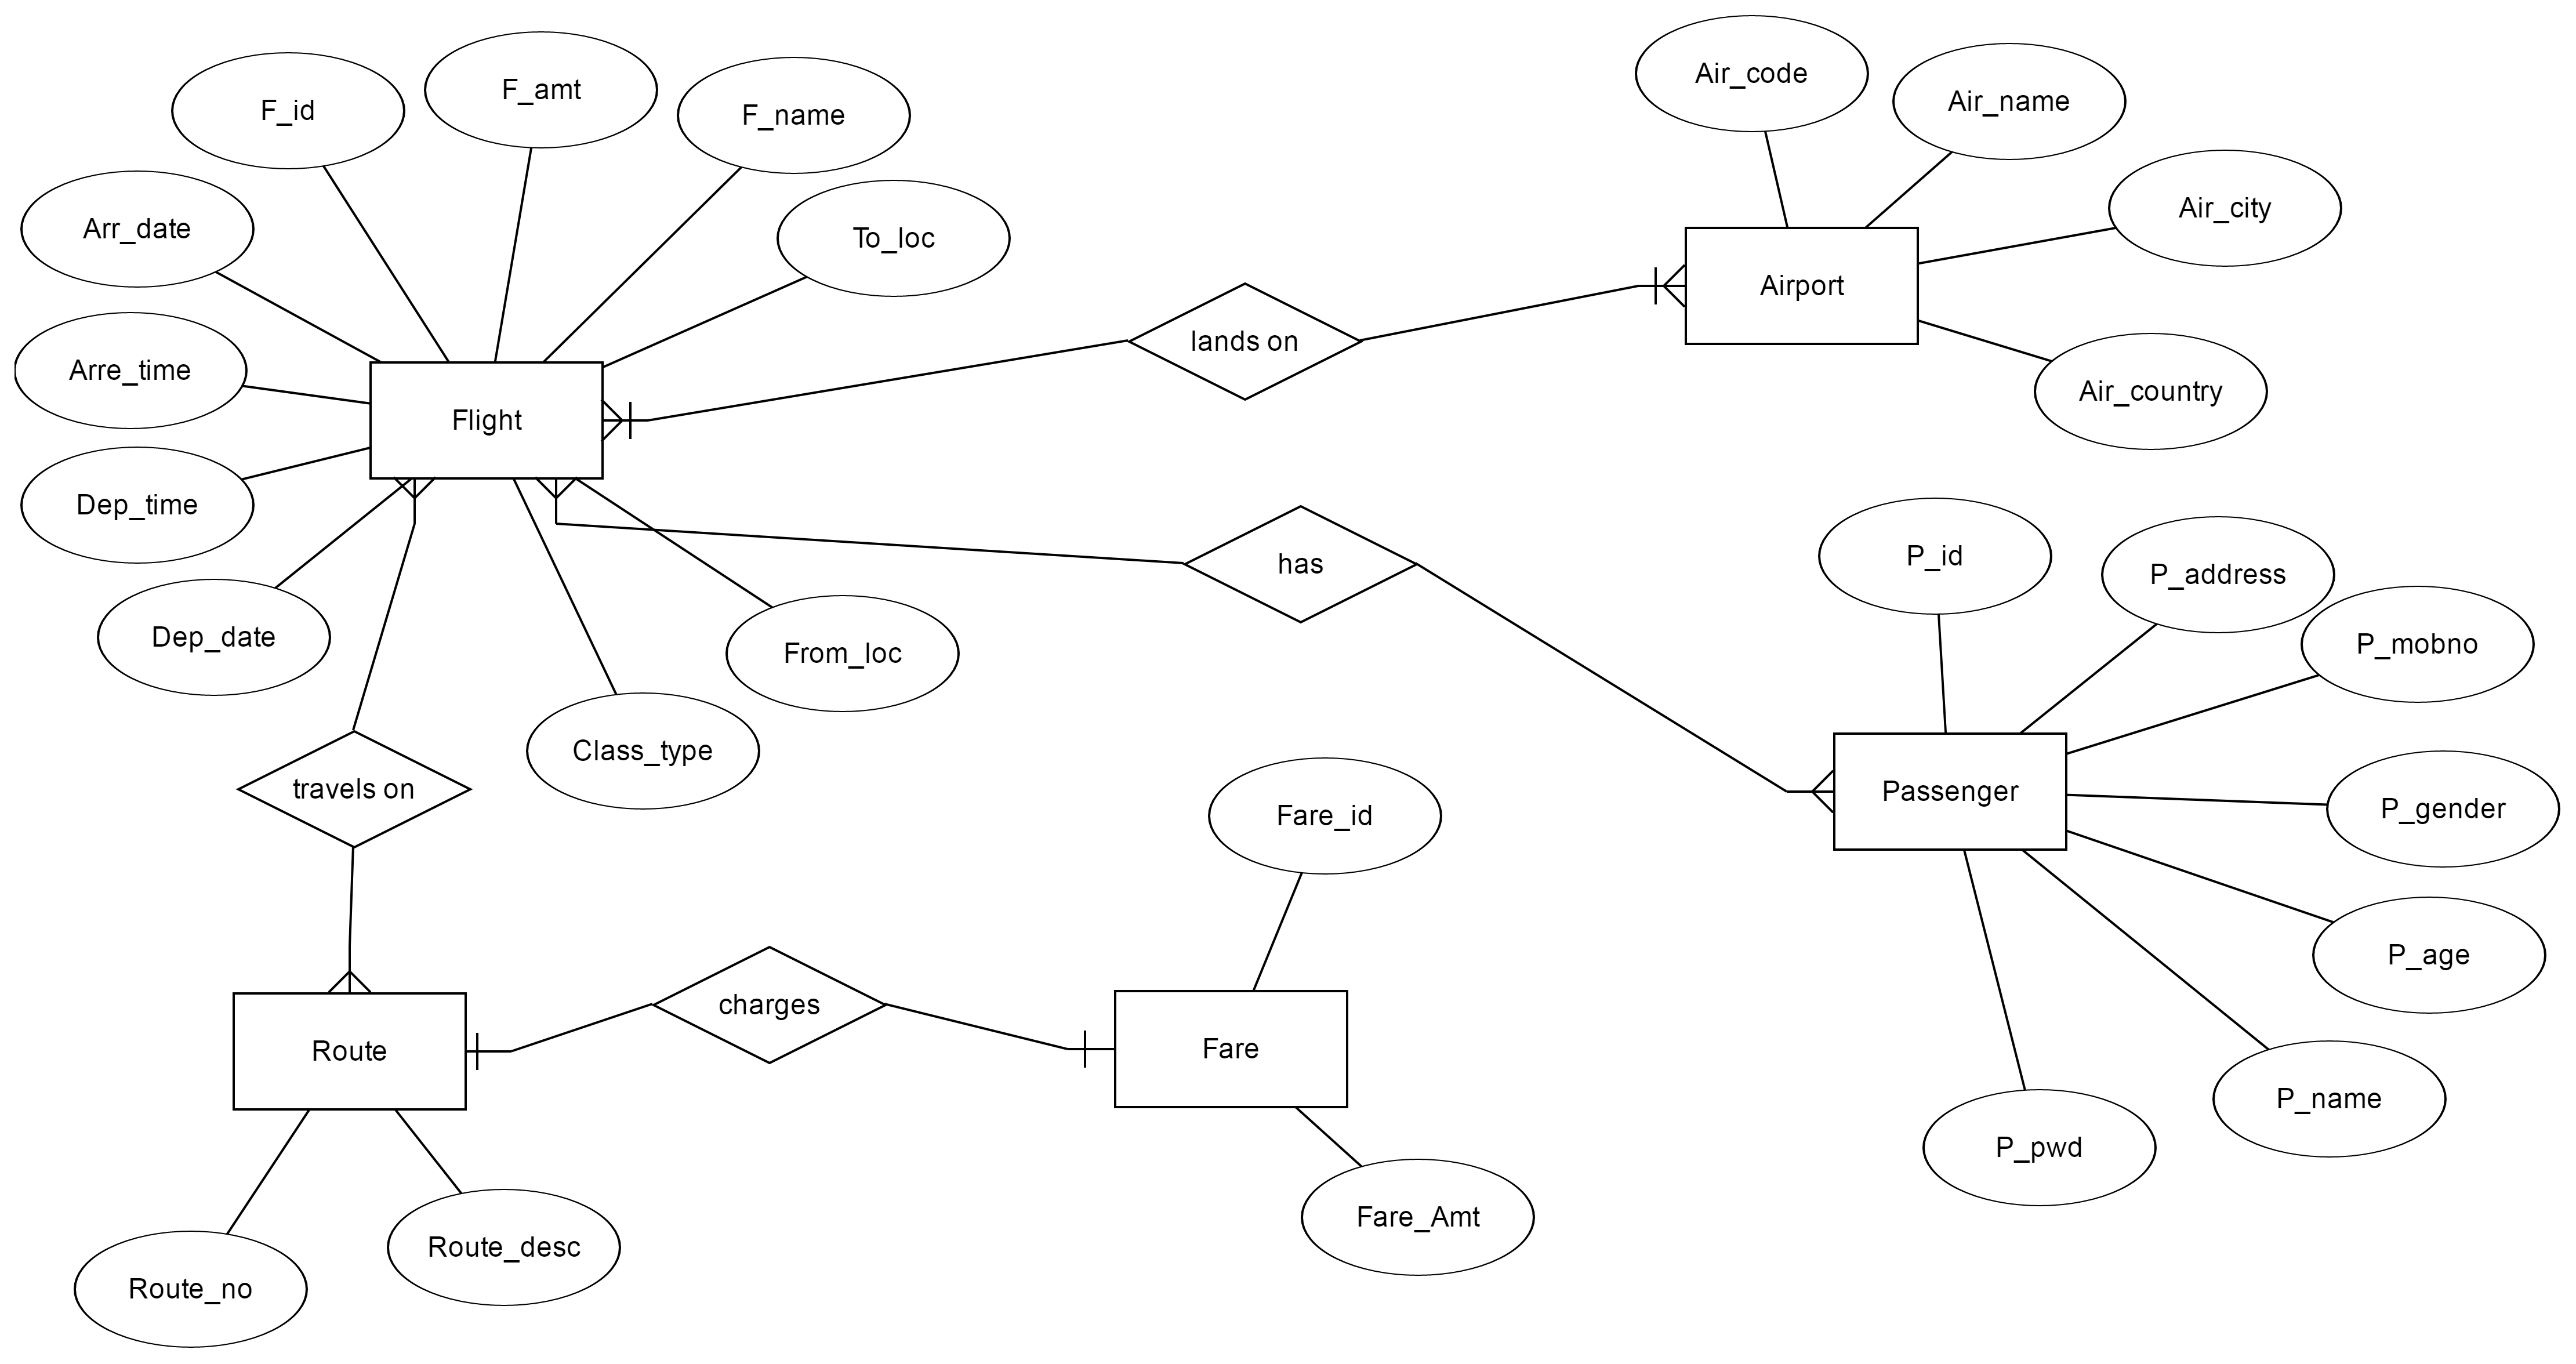 Air_code
F_amt
Air_name
F_id
F_name
Air_city
Arr_date
To_loc
Airport
lands on
Arre_time
Air_country
Flight
Dep_time
P_id
has
P_address
Dep_date
P_mobno
From_loc
Class_type
travels on
Passenger
P_gender
Fare_id
P_age
charges
Fare
Route
P_name
P_pwd
Fare_Amt
Route_desc
Route_no